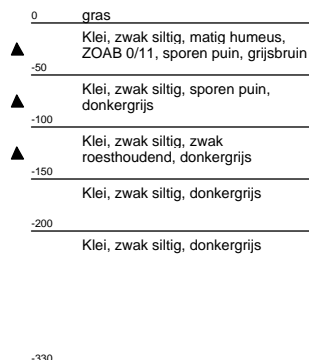 0 gras
Klei, zwak siltig, matig humeus,
ZOAB 0/11, sporen puin, grijsbruin
-50
Klei, zwak siltig, sporen puin,
donkergrijs
-100
Klei, zwak siltig, zwak
roesthoudend, donkergrijs
-150
Klei, zwak siltig, donkergrijs
-200
Klei, zwak siltig, donkergrijs
-330